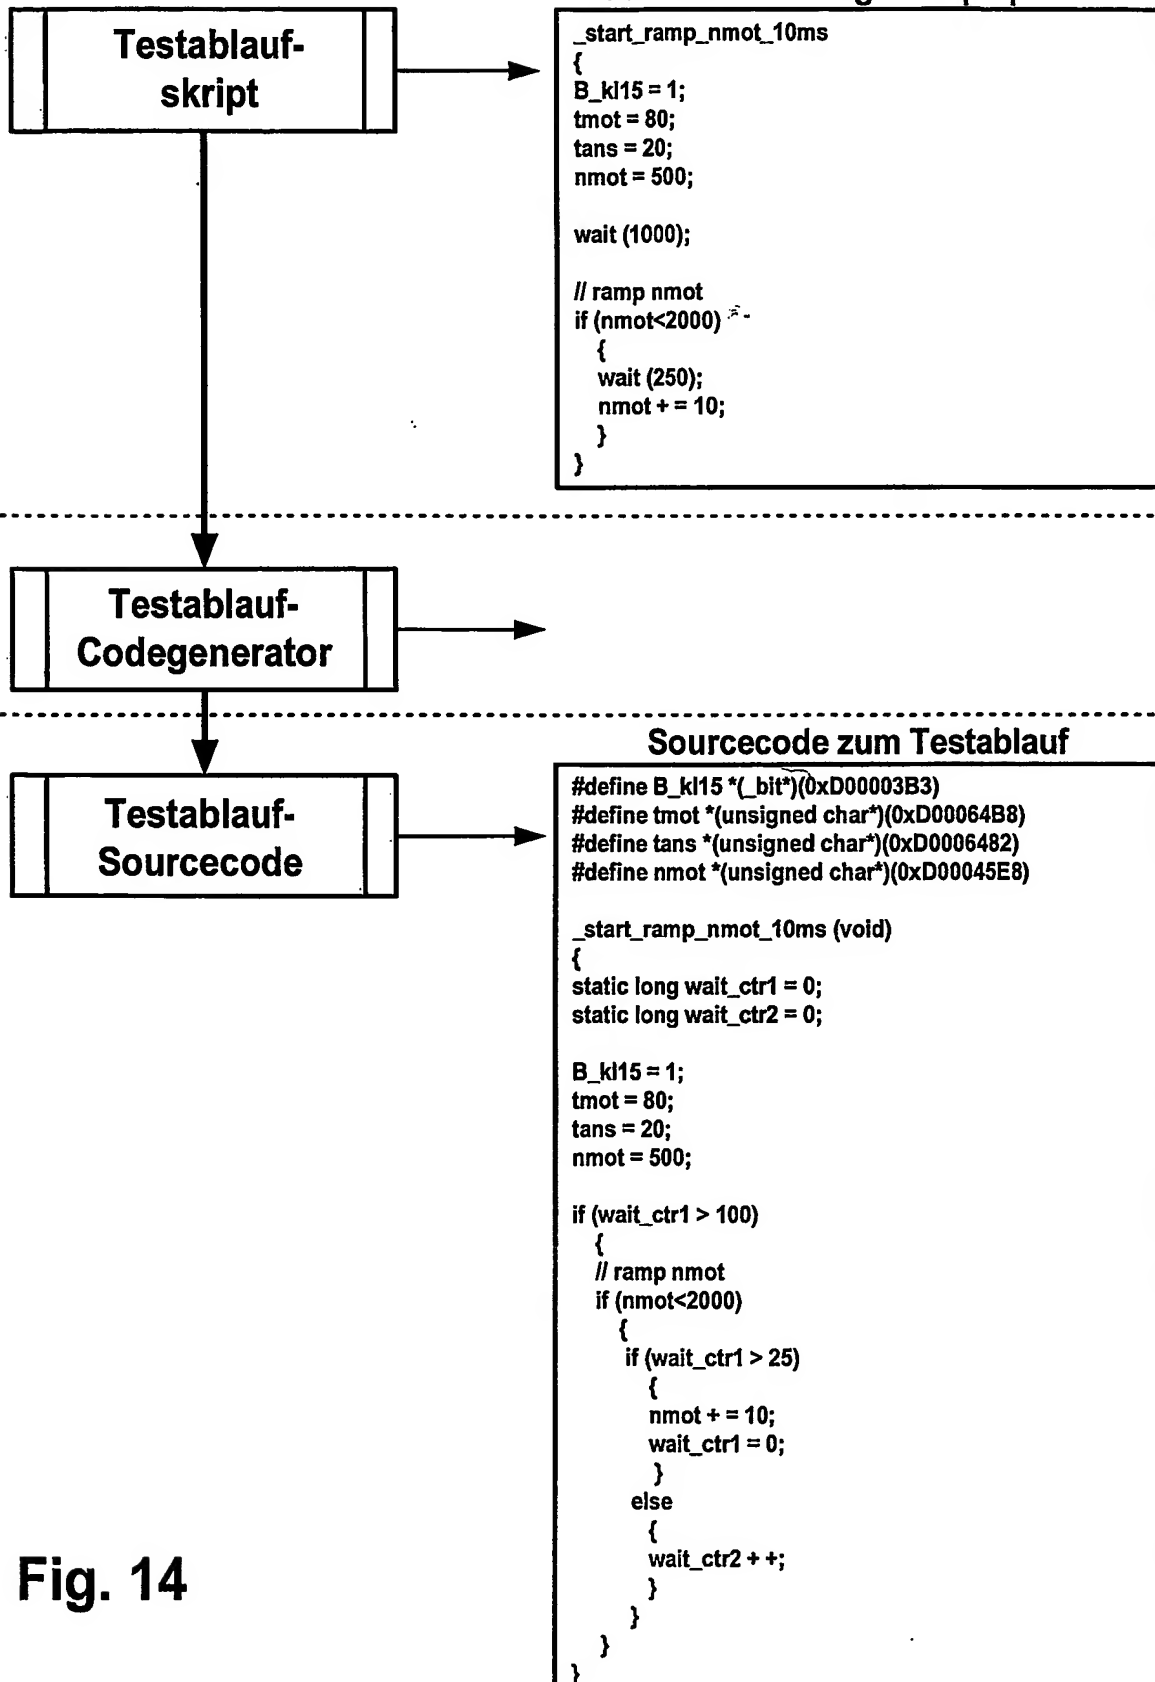 Testablauf-
skript
_start_ramp_nmot_10ms
{
B_kl15 = 1;
tmot = 80;
tans = 20;
nmot = 500;
wait (1000);
// ramp nmot
if (nmot<2000)
{
wait (250);
nmot + = 10;
}
}
Testablauf-
Codegenerator
Testablauf-
Sourcecode
Sourcecode zum Testablauf
#define B_kl15 *(_bit*)(0xD00003B3)
#define tmot *(unsigned char*)(0xD00064B8)
#define tans *(unsigned char*)(0xD0006482)
#define nmot *(unsigned char*)(0xD00045E8)
_start_ramp_nmot_10ms (void)
{
static long wait_ctr1 = 0;
static long wait_ctr2 = 0;
B_kl15 = 1;
tmot = 80;
tans = 20;
nmot = 500;
if (wait_ctr1 > 100)
{
// ramp nmot
if (nmot<2000)
{
if (wait_ctr1 > 25)
{
nmot + = 10;
wait_ctr1 = 0;
}
else
{
wait_ctr2 + +;
}
}
}
}
Fig. 14